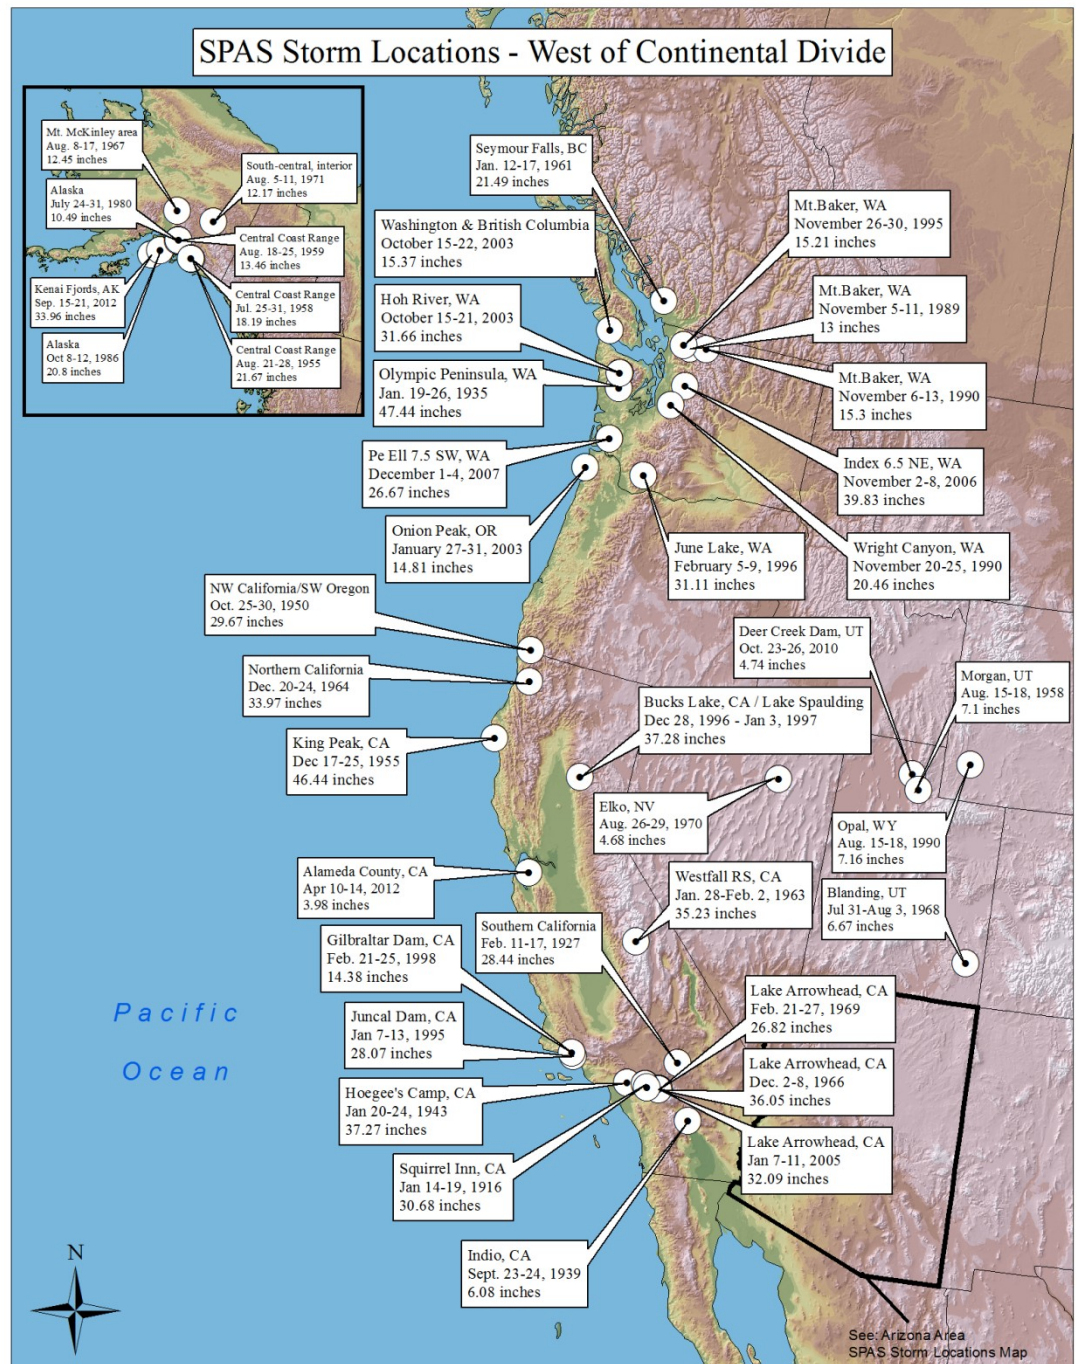 SPAS Storm Locations - West of Continental Divide
Mt. McKinley area
Aug. 8-17, 1967
12.45 inches
South-central, interior
Aug. 5-11, 1971
12.17 inches
Alaska
July 24-31, 1980
10.49 inches
Central Coast Range
Aug. 18-25, 1959
13.46 inches
Kenai Fjords, AK
Sep. 15-21, 2012
33.96 inches
Central Coast Range
Jul. 25-31, 1958
18.19 inches
Alaska
Oct 8-12, 1986
20.8 inches
Central Coast Range
Aug. 21-28, 1955
21.67 inches
Seymour Falls, BC
Jan. 12-17, 1961
21.49 inches
Washington & British Columbia
October 15-22, 2003
15.37 inches
Mt.Baker, WA
November 26-30, 1995
15.21 inches
Hoh River, WA
October 15-21, 2003
31.66 inches
Mt.Baker, WA
November 5-11, 1989
13 inches
Olympic Peninsula, WA
Jan. 19-26, 1935
47.44 inches
Mt.Baker, WA
November 6-13, 1990
15.3 inches
Pe Ell 7.5 SW, WA
December 1-4, 2007
26.67 inches
Index 6.5 NE, WA
November 2-8, 2006
39.83 inches
Onion Peak, OR
January 27-31, 2003
14.81 inches
June Lake, WA
February 5-9, 1996
31.11 inches
Wright Canyon, WA
November 20-25, 1990
20.46 inches
NW California/SW Oregon
Oct. 25-30, 1950
29.67 inches
Deer Creek Dam, UT
Oct. 23-26, 2010
4.74 inches
Northern California
Dec. 20-24, 1964
33.97 inches
Morgan, UT
Aug. 15-18, 1958
7.1 inches
Bucks Lake, CA / Lake Spaulding
Dec 28, 1996 - Jan 3, 1997
37.28 inches
King Peak, CA
Dec 17-25, 1955
46.44 inches
Elko, NV
Aug. 26-29, 1970
4.68 inches
Opal, WY
Aug. 15-18, 1990
7.16 inches
Alameda County, CA
Apr 10-14, 2012
3.98 inches
Westfall RS, CA
Jan. 28-Feb. 2, 1963
35.23 inches
Blanding, UT
Jul 31-Aug 3, 1968
6.67 inches
Southern California
Feb. 11-17, 1927
28.44 inches
Gilbraltar Dam, CA
Feb. 21-25, 1998
14.38 inches
Lake Arrowhead, CA
Feb. 21-27, 1969
26.82 inches
Juncal Dam, CA
Jan 7-13, 1995
28.07 inches
Pacific
Ocean
Lake Arrowhead, CA
Dec. 2-8, 1966
36.05 inches
Hoegee's Camp, CA
Jan 20-24, 1943
37.27 inches
Lake Arrowhead, CA
Jan 7-11, 2005
32.09 inches
Squirrel Inn, CA
Jan 14-19, 1916
30.68 inches
Indio, CA
Sept. 23-24, 1939
6.08 inches
N
See: Arizona Area
SPAS Storm Locations Map